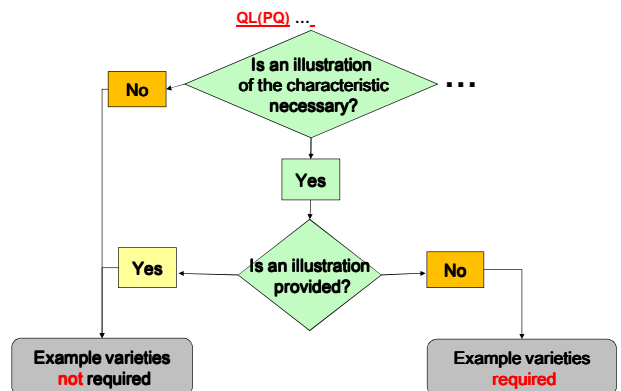 QL(PQ) …
Is an illustration
of the characteristic
necessary?
...
No
Yes
Is an illustration
provided?
Yes
No
Example varieties
not required
Example varieties
required